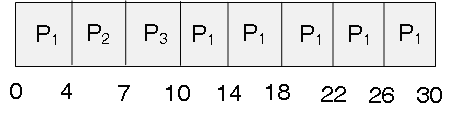 P₁ P₂ P₃ P₁ P₁ P₁ P₁ P₁
0 4 7 10 14 18 22 26 30